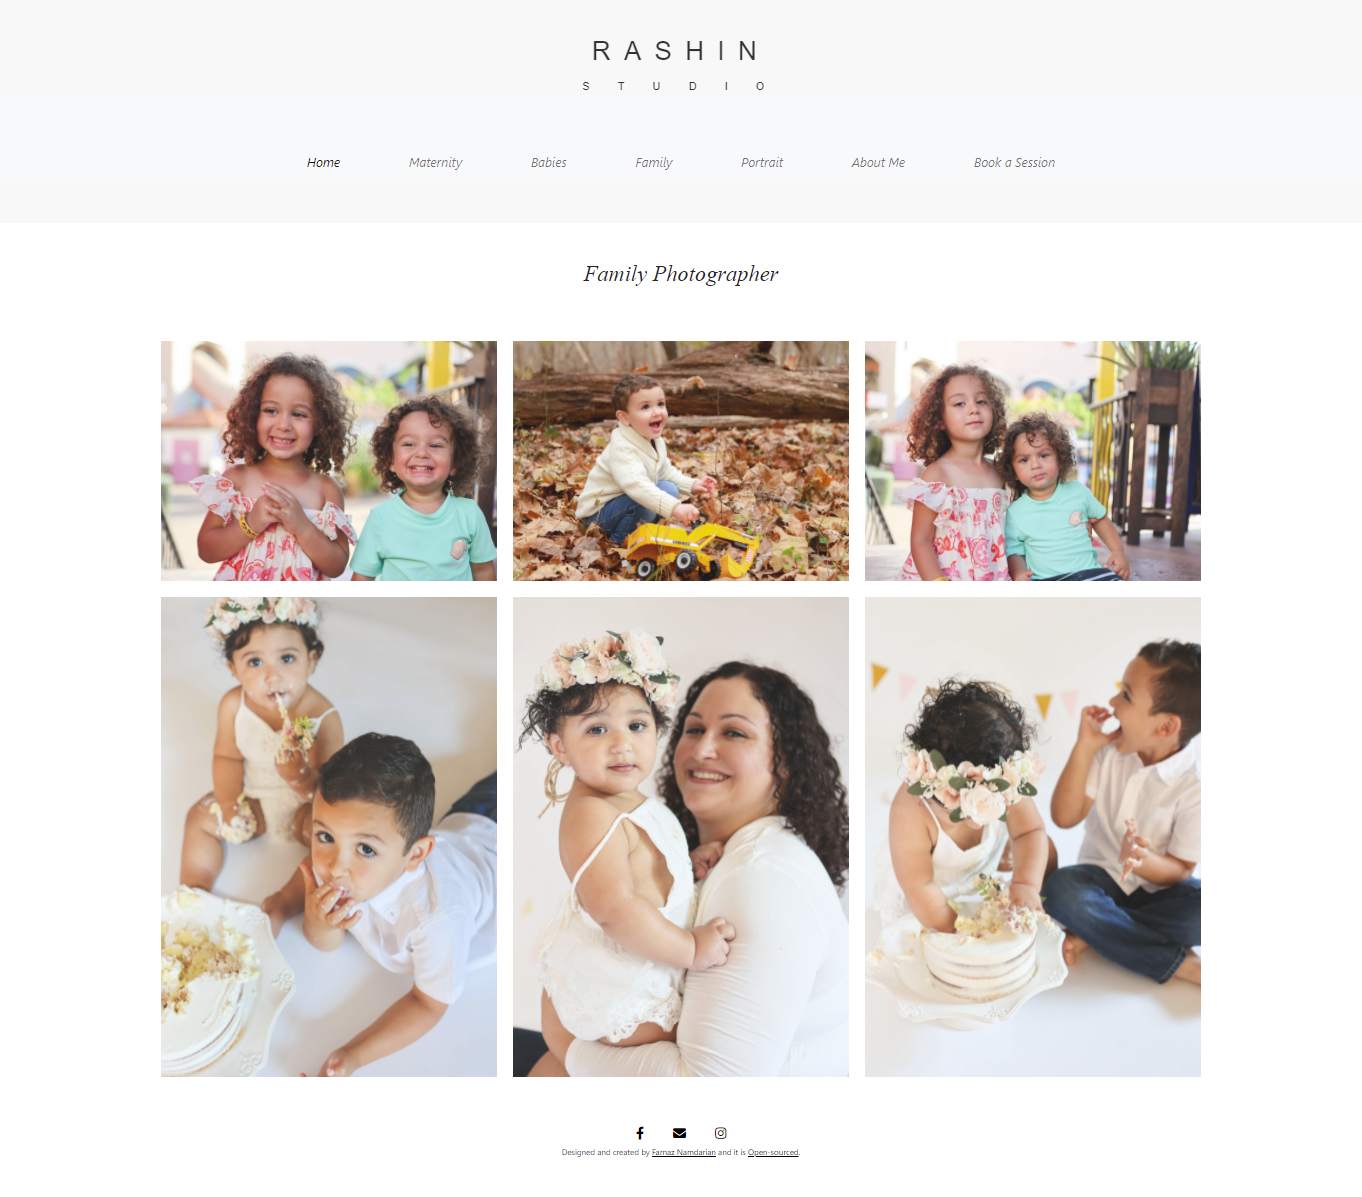 RASHIN
STUDIO
Home Maternity Babies Family Portrait About Me Book a Session
Family Photographer
Designed and created by Farnaz Namdarian and it is Open-sourced.